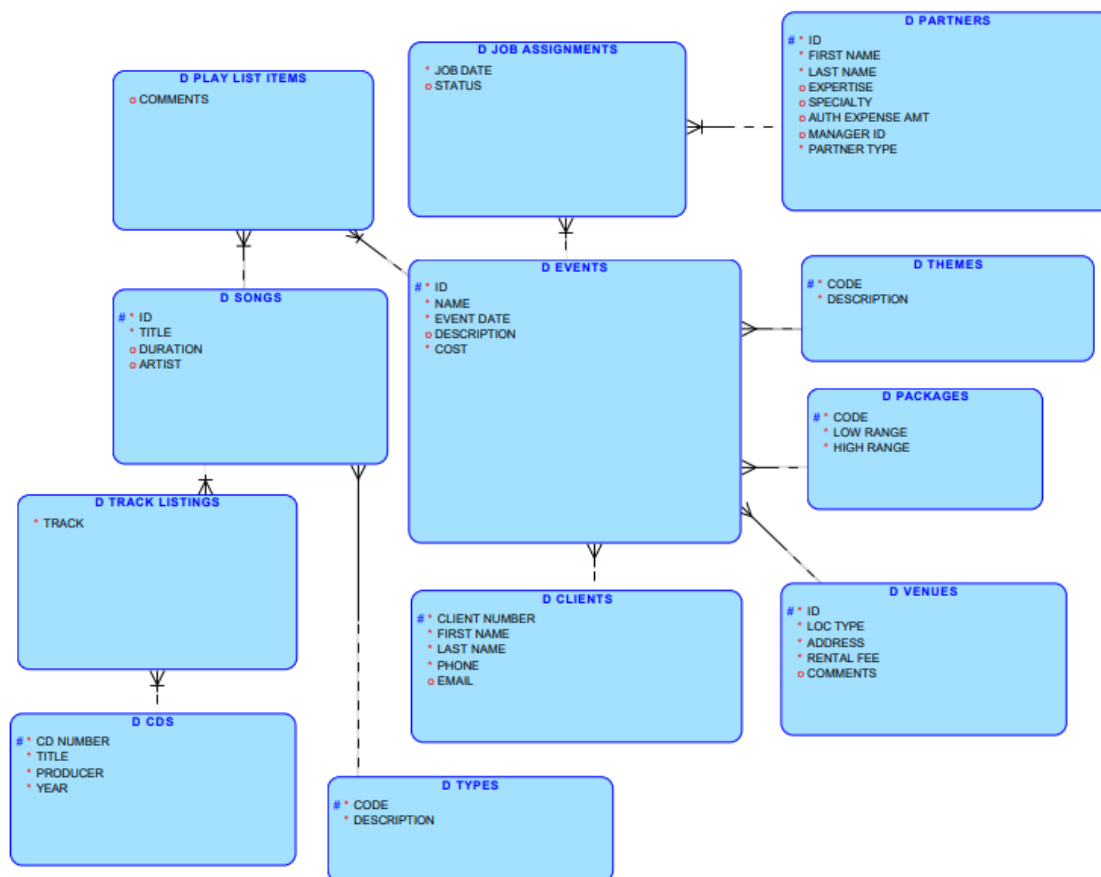 D PLAY LIST ITEMS
o COMMENTS
D JOB ASSIGNMENTS
* JOB DATE
o STATUS
D PARTNERS
# * ID
* FIRST NAME
* LAST NAME
o EXPERTISE
o SPECIALTY
o AUTH EXPENSE AMT
o MANAGER ID
* PARTNER TYPE
D SONGS
# * ID
* TITLE
o DURATION
o ARTIST
D EVENTS
# * ID
* NAME
* EVENT DATE
o DESCRIPTION
* COST
D THEMES
# * CODE
* DESCRIPTION
D PACKAGES
# * CODE
* LOW RANGE
* HIGH RANGE
D TRACK LISTINGS
* TRACK
D CLIENTS
# * CLIENT NUMBER
* FIRST NAME
* LAST NAME
* PHONE
o EMAIL
D VENUES
# * ID
* LOC TYPE
* ADDRESS
* RENTAL FEE
o COMMENTS
D CDS
# * CD NUMBER
* TITLE
* PRODUCER
* YEAR
D TYPES
# * CODE
* DESCRIPTION